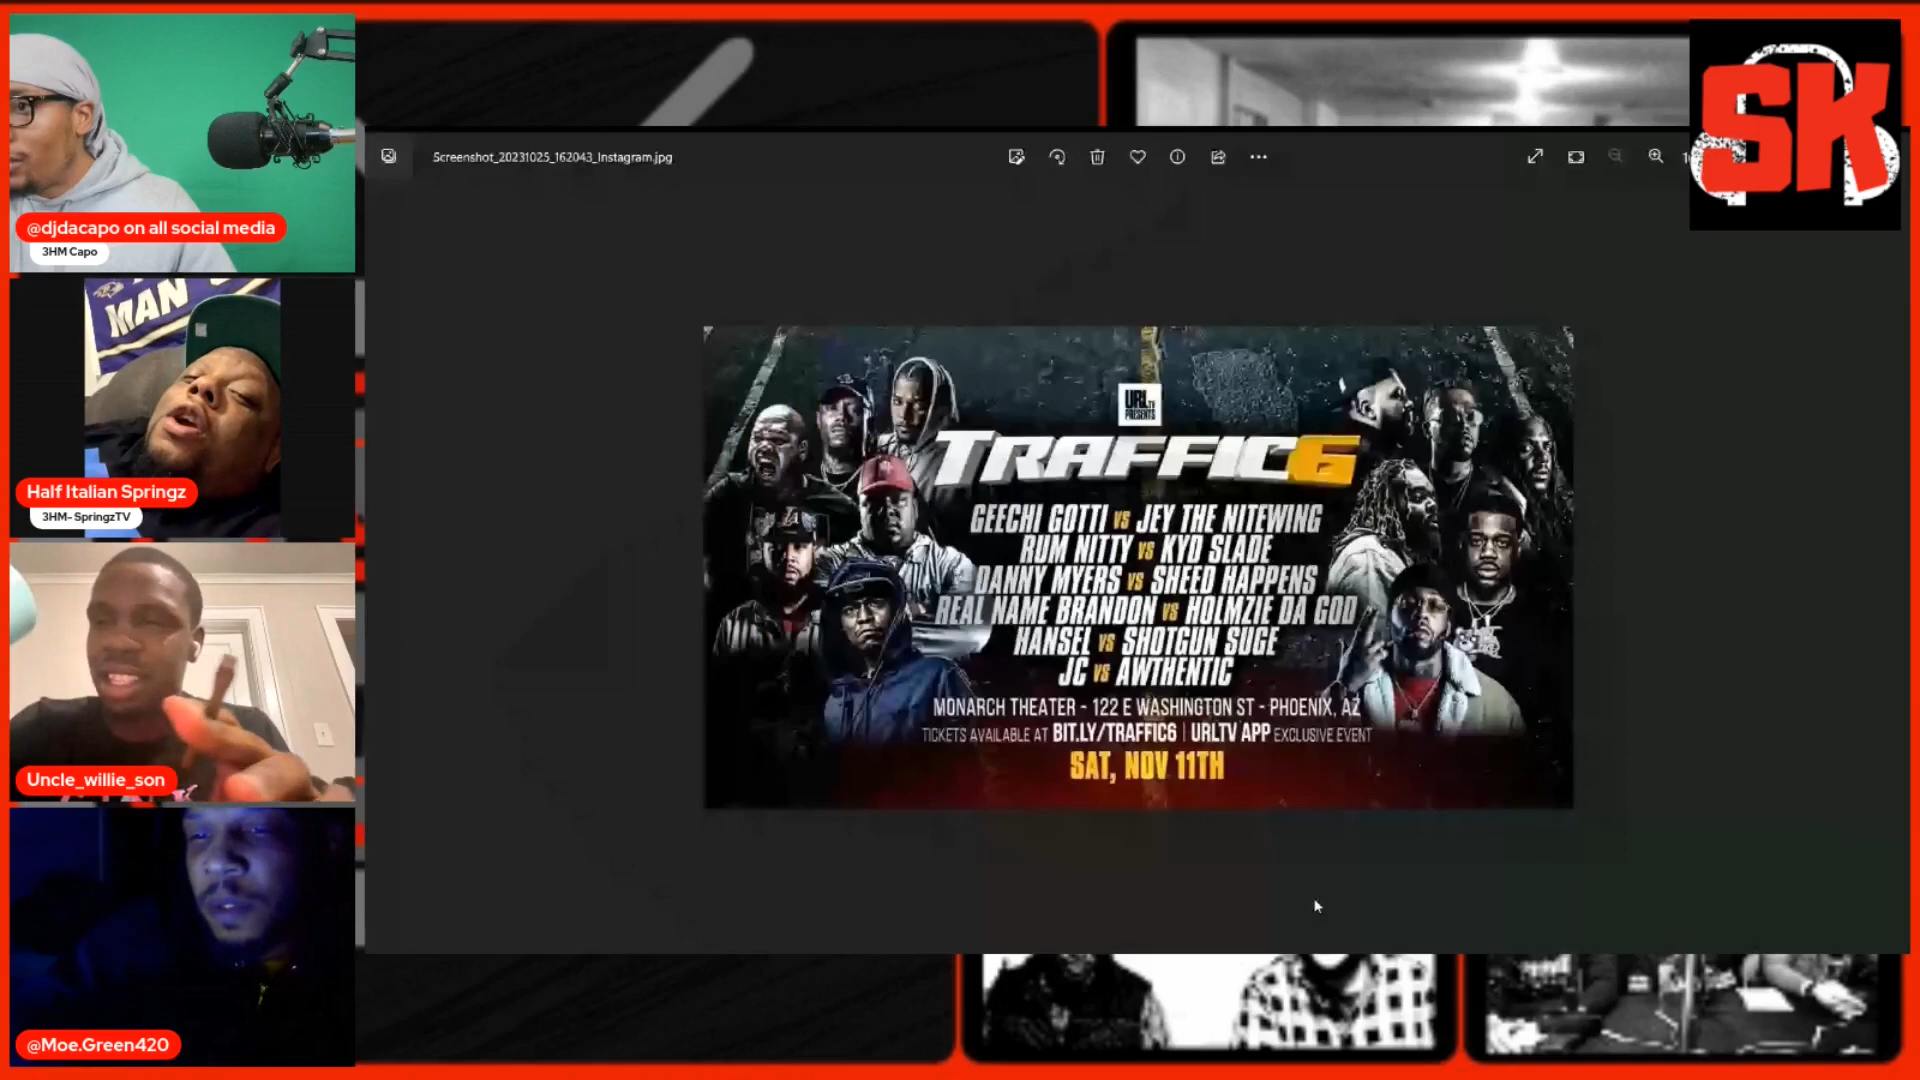 @djdacapo on all social media
3HM Capo
MAN
Half Italian Springz
3HM- SpringzTV
Uncle_willie_son
@Moe.Green420
Screenshot_20231025_162043_Instagram.jpg
SK
URLTV
PRESENTS
TRAFFIC6
GEECHI GOTTI VS JEY THE NITEWING
RUM NITTY VS KYD SLADE
DANNY MYERS VS SHEED HAPPENS
REAL NAME BRANDON VS HOLMZIE DA GOD
HANSEL VS SHOTGUN SUGE
JC VS AWTHENTIC
MONARCH THEATER - 122 E WASHINGTON ST - PHOENIX, AZ
TICKETS AVAILABLE AT BIT.LY/TRAFFIC6 | URLTV APP EXCLUSIVE EVENT
SAT, NOV 11TH